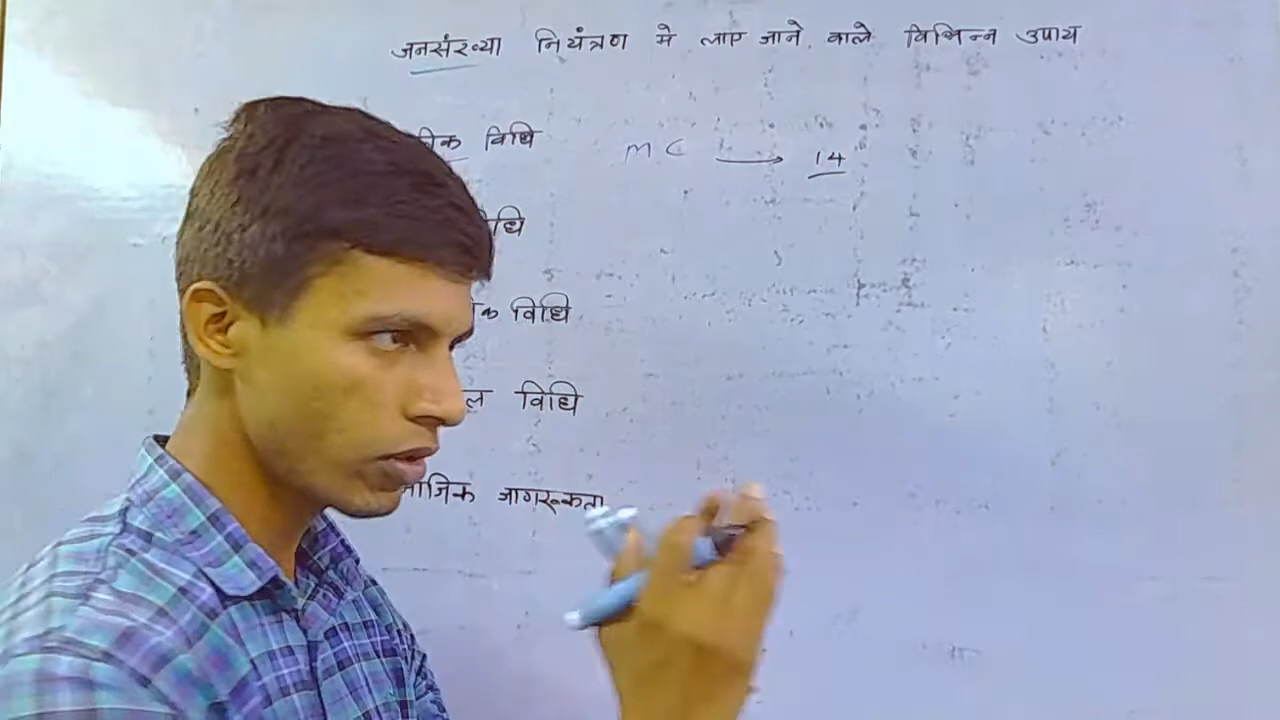 जनसंख्या नियंत्रण मे लाए जाने वाले विभिन्न उपाय
विधि MC → 14
विधि
विधि
जागरूकता